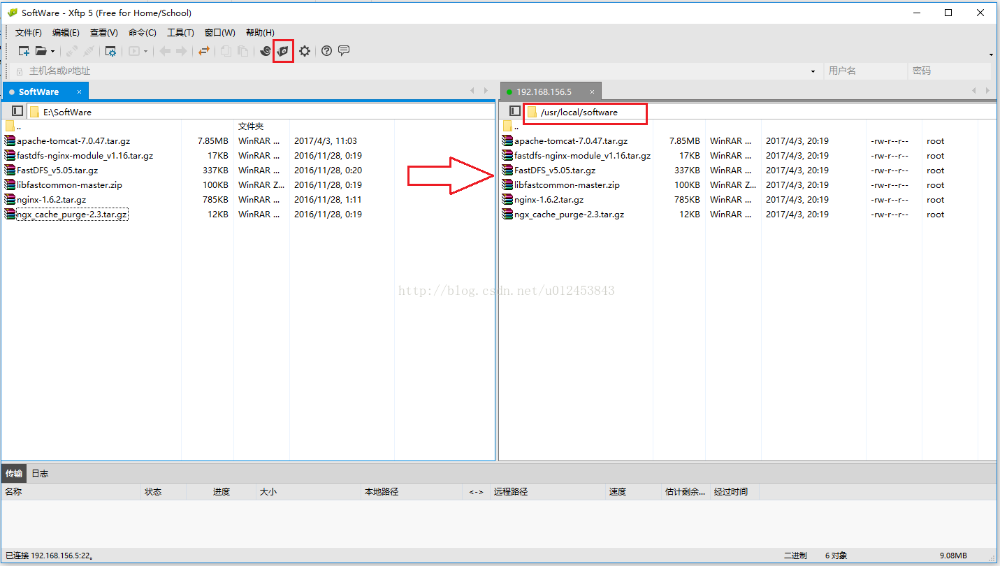 SoftWare - Xftp 5 (Free for Home/School)
文件(F) 编辑(E) 查看(V) 命令(C) 工具(T) 窗口(W) 帮助(H)
主机名或IP地址 用户名 密码
SoftWare × 192.168.156.5 ×
E:\SoftWare /usr/local/software
.. 文件夹 ..
apache-tomcat-7.0.47.tar.gz 7.85MB WinRAR ... 2017/4/3, 11:03 apache-tomcat-7.0.47.tar.gz 7.85MB WinRAR ... 2017/4/3, 20:19 -rw-r--r-- root
fastdfs-nginx-module_v1.16.tar.gz 17KB WinRAR ... 2016/11/28, 0:19 fastdfs-nginx-module_v1.16.tar.gz 17KB WinRAR ... 2017/4/3, 20:19 -rw-r--r-- root
FastDFS_v5.05.tar.gz 337KB WinRAR ... 2016/11/28, 0:20 FastDFS_v5.05.tar.gz 337KB WinRAR ... 2017/4/3, 20:19 -rw-r--r-- root
libfastcommon-master.zip 100KB WinRAR Z... 2016/11/28, 0:19 libfastcommon-master.zip 100KB WinRAR Z... 2017/4/3, 20:19 -rw-r--r-- root
nginx-1.6.2.tar.gz 785KB WinRAR ... 2016/11/28, 1:11 nginx-1.6.2.tar.gz 785KB WinRAR ... 2017/4/3, 20:19 -rw-r--r-- root
ngx_cache_purge-2.3.tar.gz 12KB WinRAR ... 2016/11/28, 0:19 ngx_cache_purge-2.3.tar.gz 12KB WinRAR ... 2017/4/3, 20:19 -rw-r--r-- root
http://blog.csdn.net/u012453843
传输 日志
名称 状态 进度 大小 本地路径 <-> 远程路径 速度 估计剩余... 经过时间
已连接 192.168.156.5:22。 二进制 6 对象 9.08MB